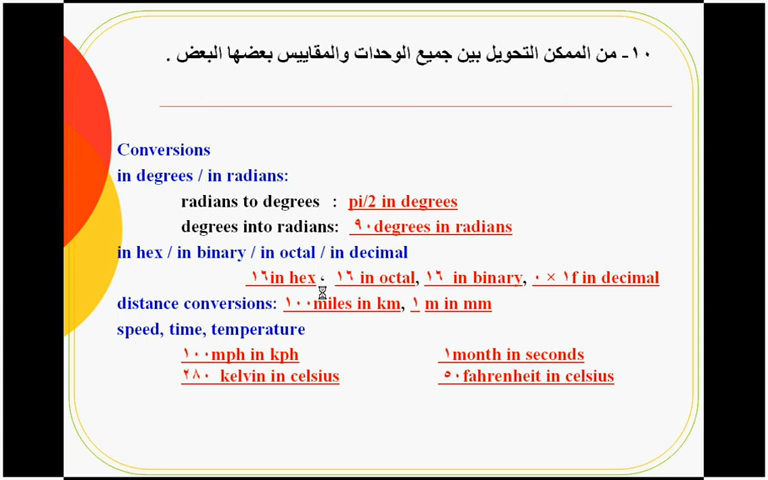 ١٠- من الممكن التحويل بين جميع الوحدات والمقاييس بعضها البعض .
Conversions
in degrees / in radians:
radians to degrees : pi/2 in degrees
degrees into radians: ٩٠degrees in radians
in hex / in binary / in octal / in decimal
١٦in hex ، ١٦ in octal, ١٦ in binary, ٠ × ١f in decimal
distance conversions: ١٠٠miles in km, ١ m in mm
speed, time, temperature
١٠٠mph in kph ١month in seconds
٢٨٠ kelvin in celsius ٥٠fahrenheit in celsius